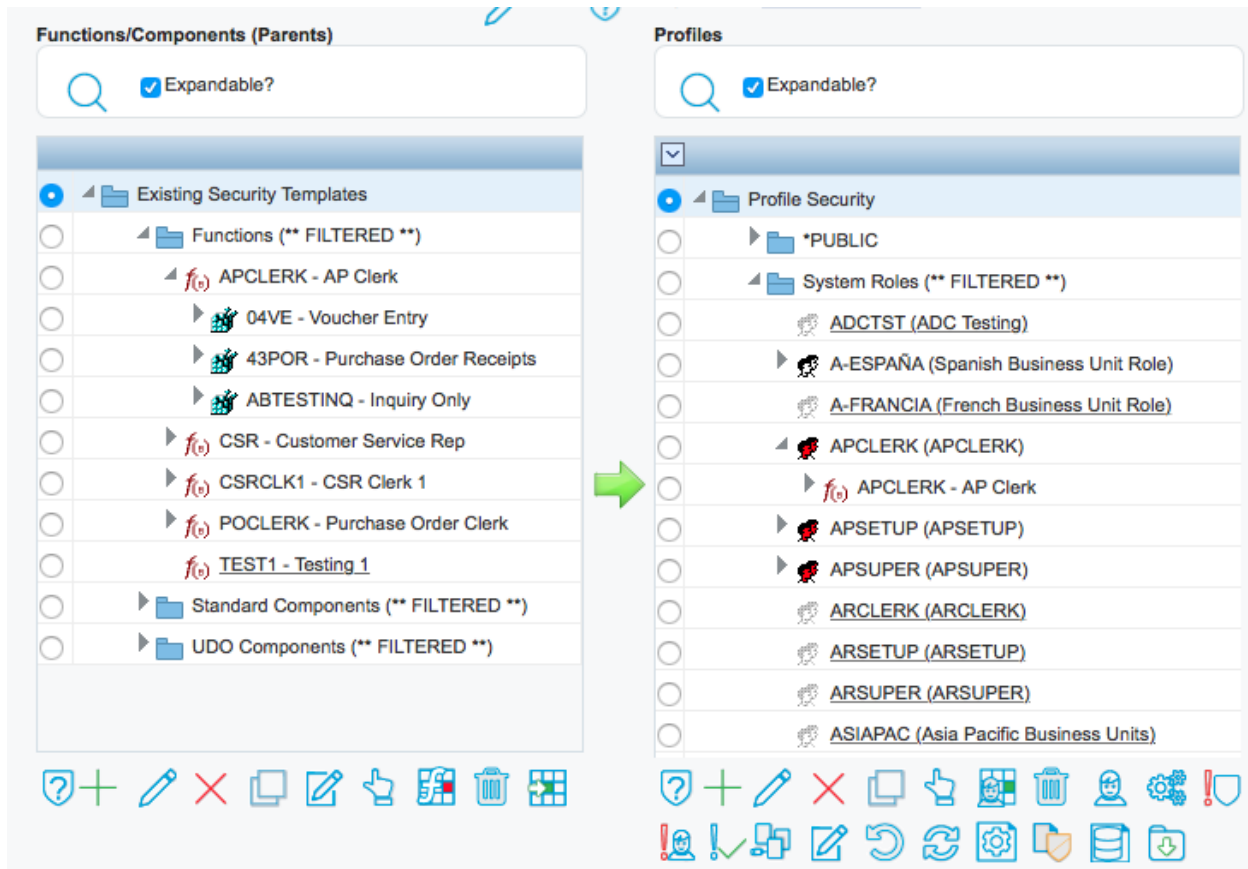 Functions/Components (Parents)
Expandable?
Existing Security Templates
Functions (** FILTERED **)
APCLERK - AP Clerk
04VE - Voucher Entry
43POR - Purchase Order Receipts
ABTESTINQ - Inquiry Only
CSR - Customer Service Rep
CSRCLK1 - CSR Clerk 1
POCLERK - Purchase Order Clerk
TEST1 - Testing 1
Standard Components (** FILTERED **)
UDO Components (** FILTERED **)
Profiles
Expandable?
Profile Security
*PUBLIC
System Roles (** FILTERED **)
ADCTST (ADC Testing)
A-ESPAÑA (Spanish Business Unit Role)
A-FRANCIA (French Business Unit Role)
APCLERK (APCLERK)
APCLERK - AP Clerk
APSETUP (APSETUP)
APSUPER (APSUPER)
ARCLERK (ARCLERK)
ARSETUP (ARSETUP)
ARSUPER (ARSUPER)
ASIAPAC (Asia Pacific Business Units)